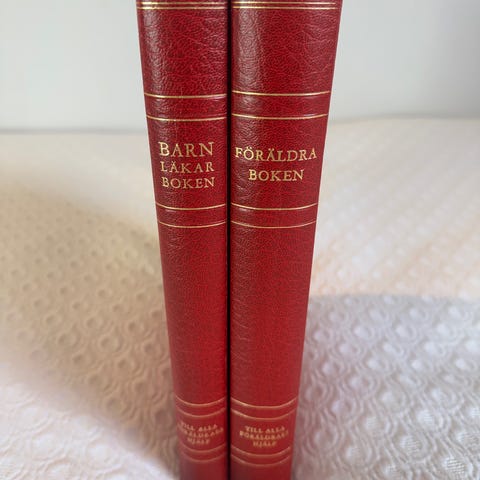 BARN
LÄKAR
BOKEN
TILL ALLA
FÖRÄLDRARS
HJÄLP
FÖRÄLDRA
BOKEN
TILL ALLA
FÖRÄLDRARS
HJÄLP